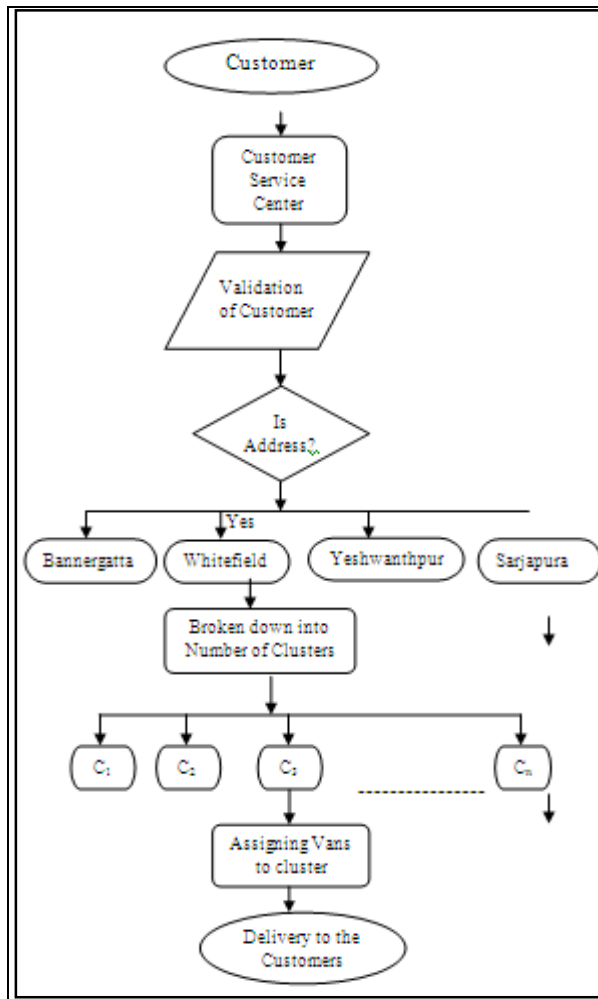 Customer
Customer
Service
Center
Validation
of Customer
Is
Address?
Yes
Bannergatta
Whitefield
Yeshwanthpur
Sarjapura
Broken down into
Number of Clusters
C₁
C₂
C₃
Cₙ
Assigning Vans
to cluster
Delivery to the
Customers